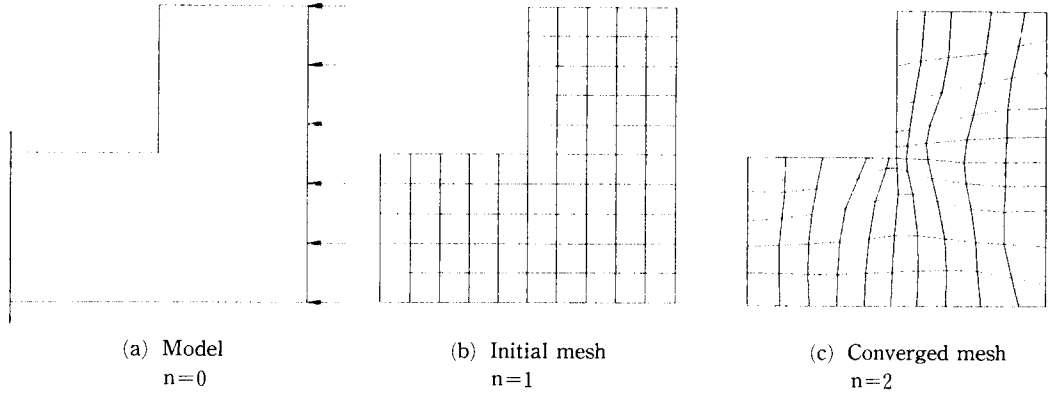 (a) Model
n=0
(b) Initial mesh
n=1
(c) Converged mesh
n=2